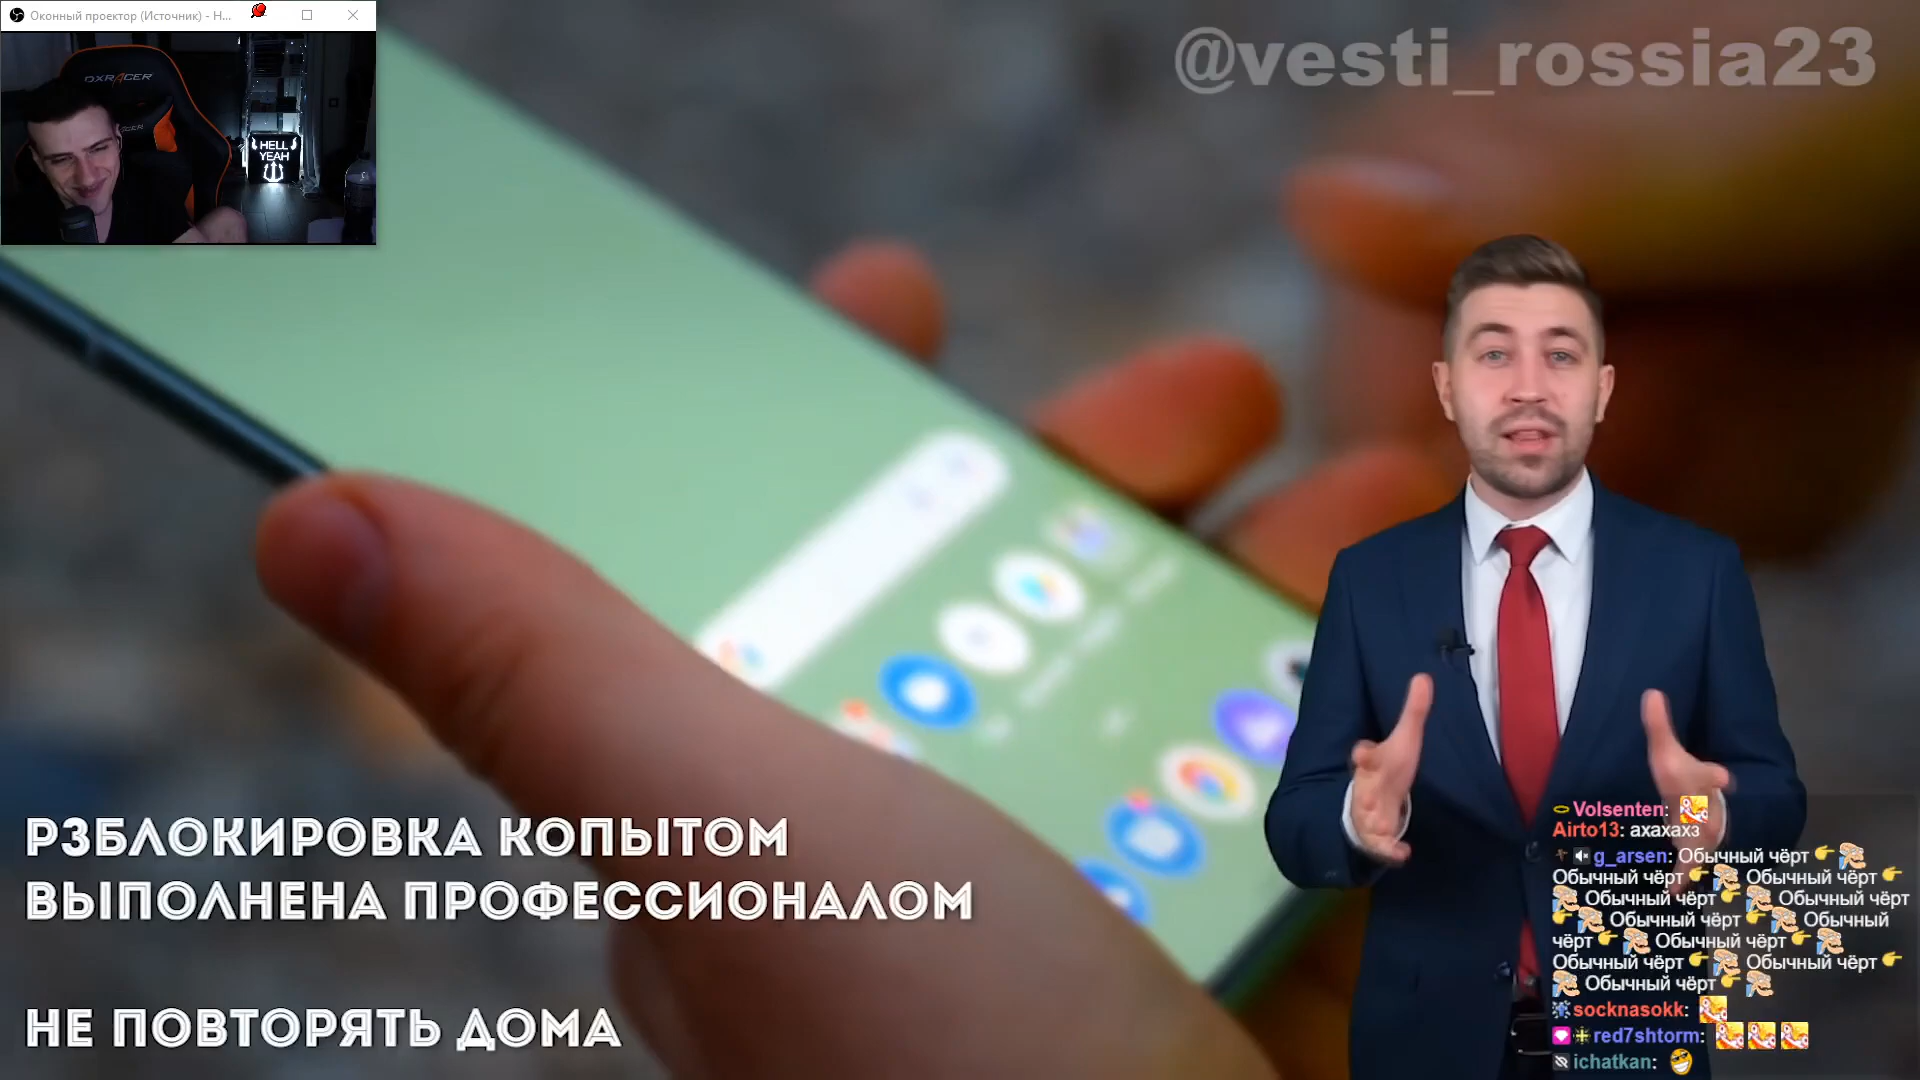 Оконный проектор (Источник) - Н...
@vesti_rossia23
DXRACER
HELL
YEAH
РЗБЛОКИРОВКА КОПЫТОМ
ВЫПОЛНЕНА ПРОФЕССИОНАЛОМ
НЕ ПОВТОРЯТЬ ДОМА
Volsenten:
Airto13: ахахахз
g_arsen: Обычный чёрт
Обычный чёрт Обычный чёрт
Обычный чёрт Обычный чёрт
Обычный чёрт Обычный
чёрт Обычный чёрт
Обычный чёрт Обычный чёрт
Обычный чёрт
socknasokk:
red7shtorm:
ichatkan: